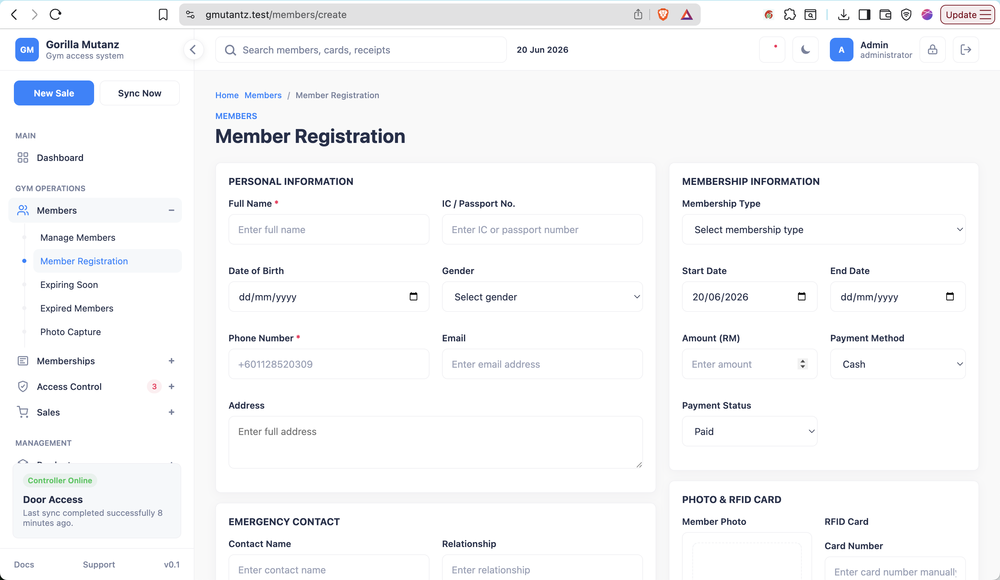 gmutantz.test/members/create
Update
GM
Gorilla Mutanz
Gym access system
Search members, cards, receipts
20 Jun 2026
A
Admin
administrator
New Sale
Sync Now
MAIN
Dashboard
GYM OPERATIONS
Members
Manage Members
Member Registration
Expiring Soon
Expired Members
Photo Capture
Memberships
Access Control
3
Sales
MANAGEMENT
Controller Online
Door Access
Last sync completed successfully 8
minutes ago.
Docs
Support
v0.1
Home Members / Member Registration
MEMBERS
Member Registration
PERSONAL INFORMATION
Full Name *
IC / Passport No.
Enter full name
Enter IC or passport number
Date of Birth
Gender
dd/mm/yyyy
Select gender
Phone Number *
Email
+601128520309
Enter email address
Address
Enter full address
EMERGENCY CONTACT
Contact Name
Relationship
Enter contact name
Enter relationship
MEMBERSHIP INFORMATION
Membership Type
Select membership type
Start Date
End Date
20/06/2026
dd/mm/yyyy
Amount (RM)
Payment Method
Enter amount
Cash
Payment Status
Paid
PHOTO & RFID CARD
Member Photo
RFID Card
Card Number
Enter card number manually